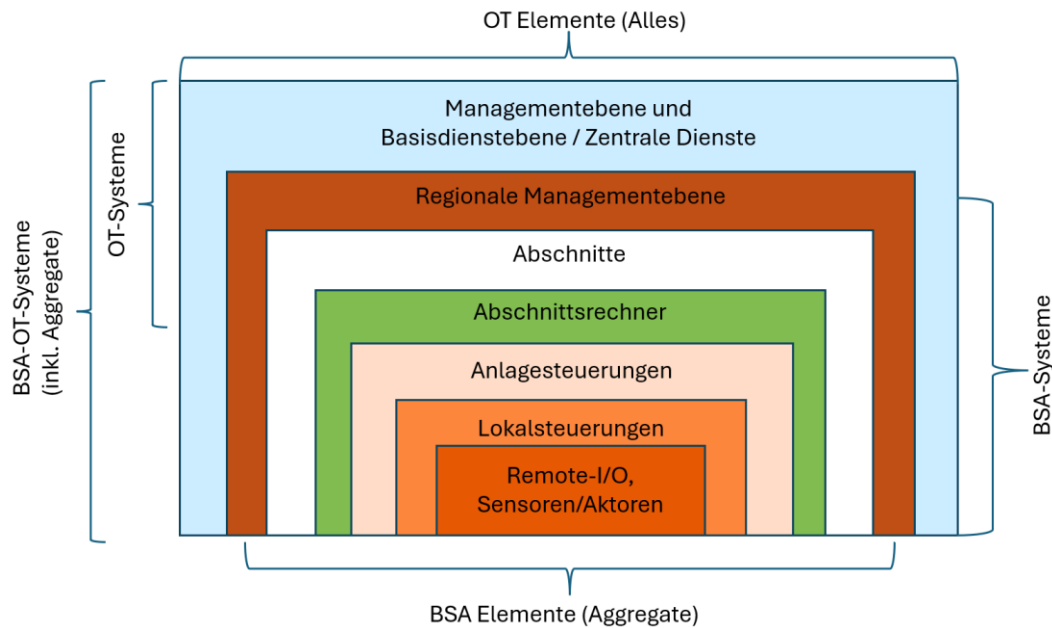 OT Elemente (Alles)
Managementebene und
Basisdienstebene / Zentrale Dienste
Regionale Managementebene
Abschnitte
Abschnittsrechner
Anlagesteuerungen
Lokalsteuerungen
Remote-I/O,
Sensoren/Aktoren
BSA-OT-Systeme
(inkl. Aggregate)
OT-Systeme
BSA-Systeme
BSA Elemente (Aggregate)